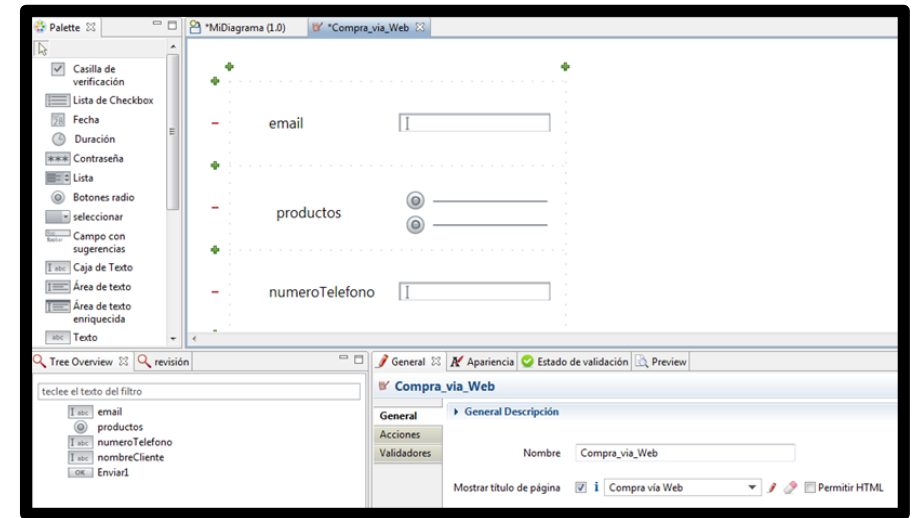 Palette
*MiDiagrama (1.0)
*Compra_via_Web
Casilla de
verificación
Lista de Checkbox
Fecha
Duración
Contraseña
Lista
Botones radio
seleccionar
Campo con
sugerencias
Caja de Texto
Área de texto
Área de texto
enriquecida
Texto
email
productos
numeroTelefono
Tree Overview
revisión
teclee el texto del filtro
email
productos
numeroTelefono
nombreCliente
OK Enviar1
General
Apariencia
Estado de validación
Preview
Compra_via_Web
General
Acciones
Validadores
General Descripción
Nombre Compra_via_Web
Mostrar título de página i Compra vía Web Permitir HTML